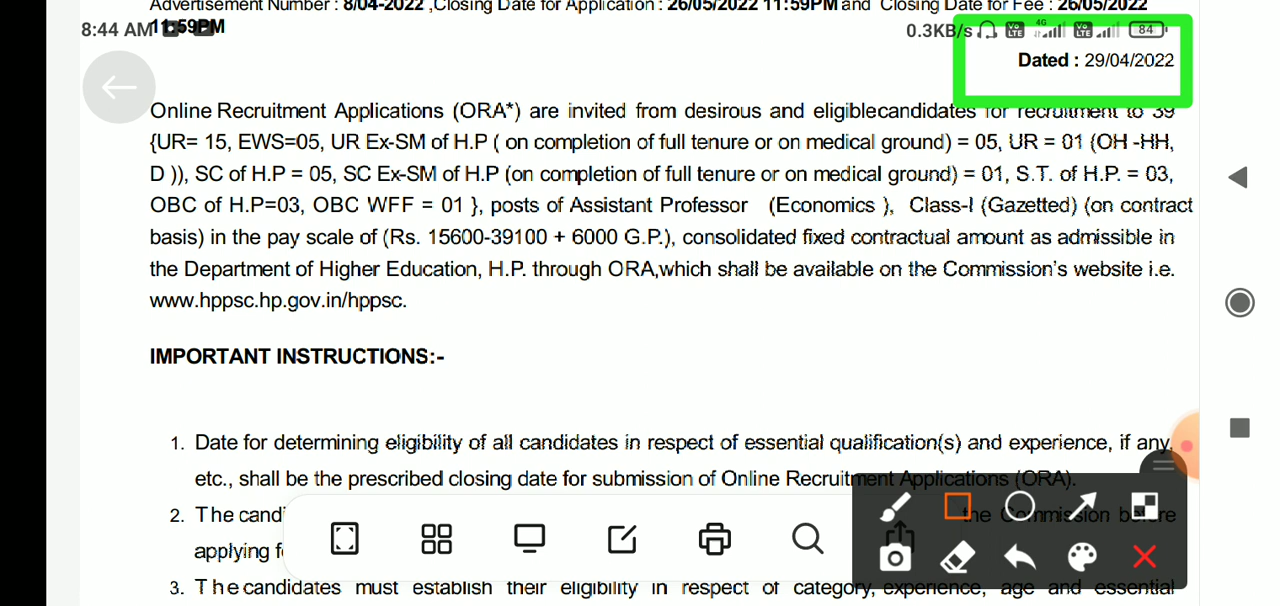 Advertisement Number : 8/04-2022 ,Closing Date for Application : 26/05/2022 11:59PM and Closing Date for Fee : 26/05/2022
11:59PM
8:44 AM
0.3KB/s 4G Vo LTE Vo LTE 84
Dated : 29/04/2022
Online Recruitment Applications (ORA*) are invited from desirous and eligiblecandidates for recruitment to 39
{UR= 15, EWS=05, UR Ex-SM of H.P ( on completion of full tenure or on medical ground) = 05, UR = 01 (OH -HH,
D )), SC of H.P = 05, SC Ex-SM of H.P (on completion of full tenure or on medical ground) = 01, S.T. of H.P. = 03,
OBC of H.P=03, OBC WFF = 01 }, posts of Assistant Professor (Economics ), Class-I (Gazetted) (on contract
basis) in the pay scale of (Rs. 15600-39100 + 6000 G.P.), consolidated fixed contractual amount as admissible in
the Department of Higher Education, H.P. through ORA,which shall be available on the Commission's website i.e.
www.hppsc.hp.gov.in/hppsc.
IMPORTANT INSTRUCTIONS:-
1. Date for determining eligibility of all candidates in respect of essential qualification(s) and experience, if any,
etc., shall be the prescribed closing date for submission of Online Recruitment Applications (ORA).
2. The candi the Commission before
applying f
3. The candidates must establish their eligibility in respect of category, experience, age and essential